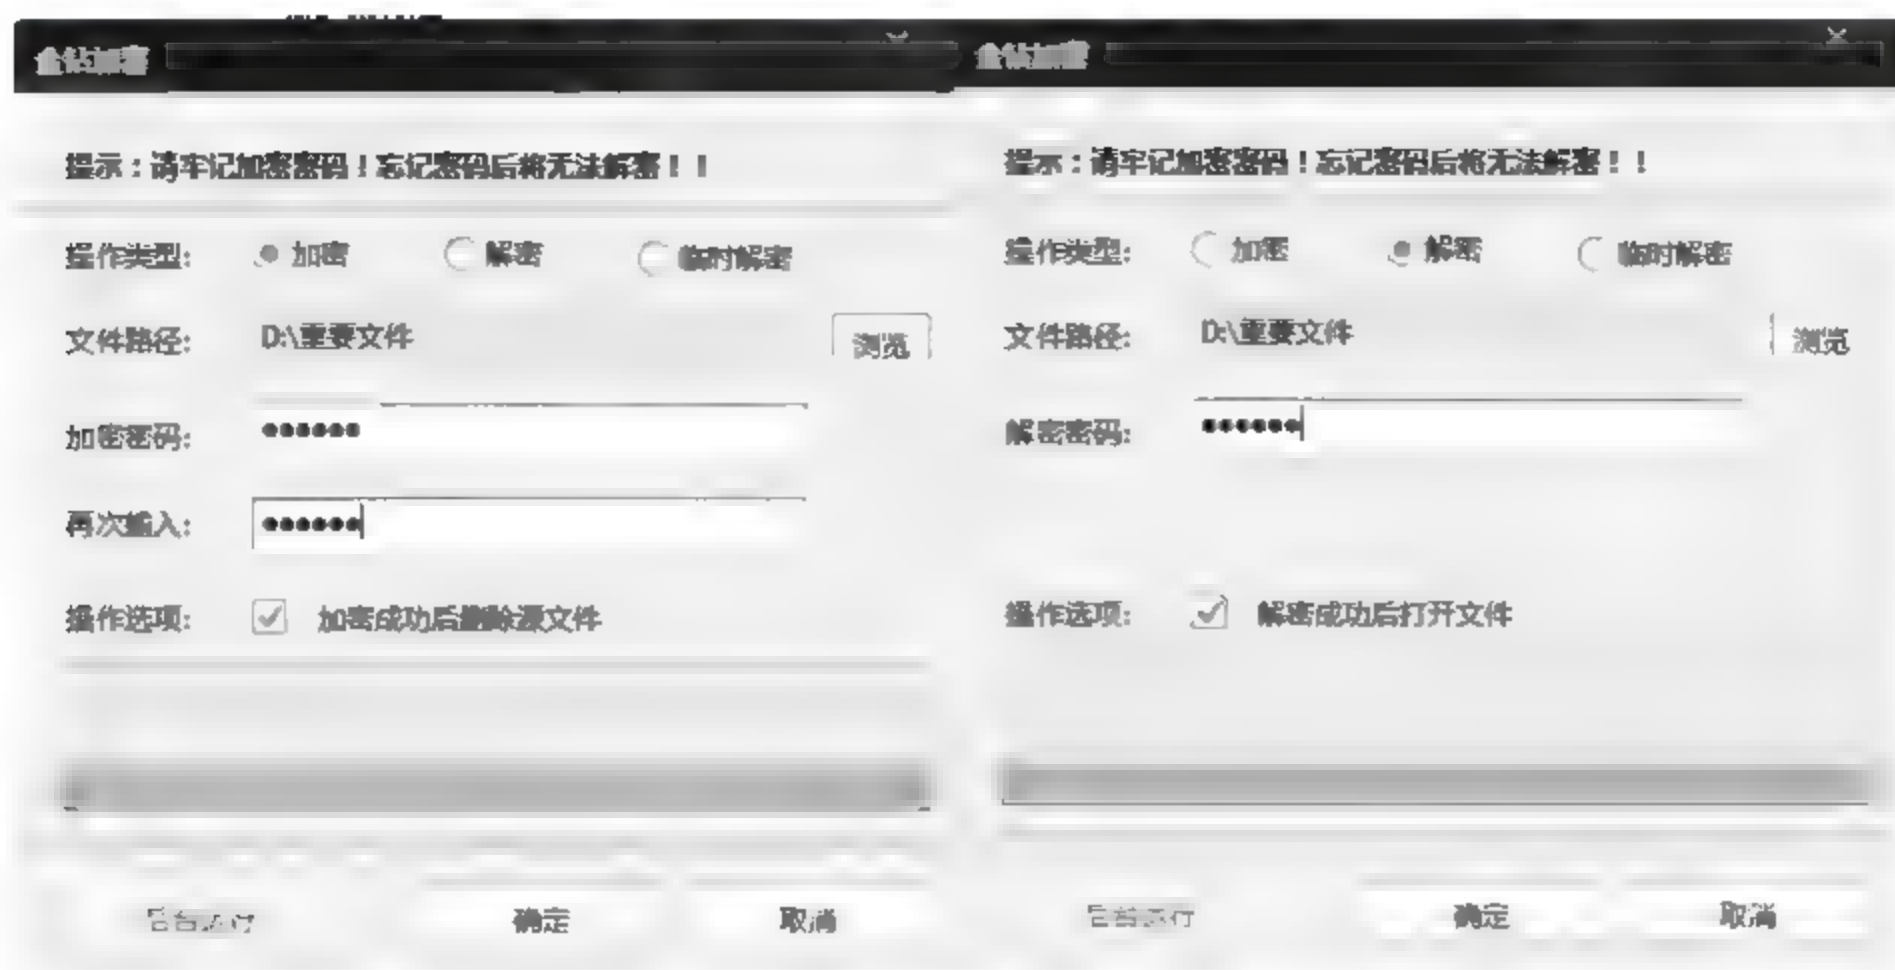 金钻加密
提示：请牢记加密密码！忘记密码后将无法解密！！
操作类型: 加密 解密 临时解密
文件路径: D:\重要文件 浏览
加密密码: ●●●●●●
再次输入: ●●●●●●
操作选项: 加密成功后删除源文件
后台运行 确定 取消
金钻加密
提示：请牢记加密密码！忘记密码后将无法解密！！
操作类型: 加密 解密 临时解密
文件路径: D:\重要文件 浏览
解密密码: ●●●●●●
操作选项: 解密成功后打开文件
后台运行 确定 取消